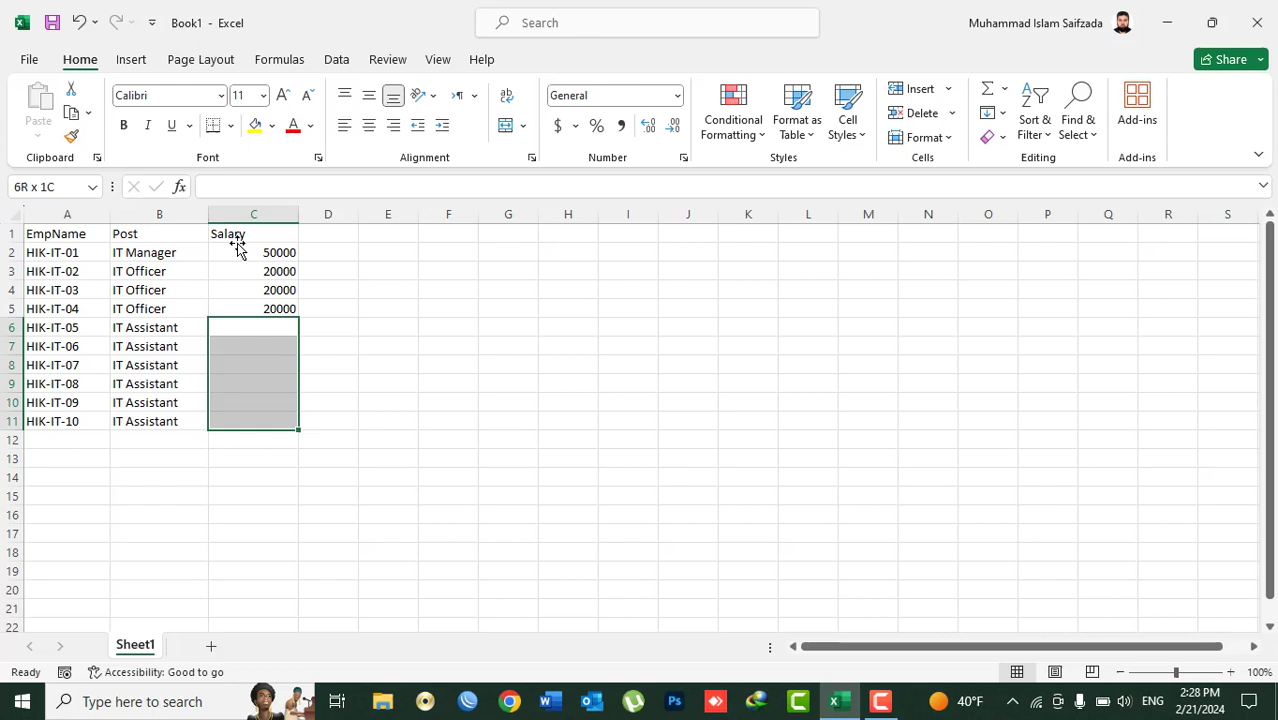 Book1 - Excel
Search
Muhammad Islam Saifzada
File Home Insert Page Layout Formulas Data Review View Help
Share
Paste
Calibri 11
B I U A
General
$ % ,
Conditional Formatting
Format as Table
Cell Styles
Insert
Delete
Format
Sort & Filter
Find & Select
Add-ins
Clipboard Font Alignment Number Styles Cells Editing Add-ins
6R x 1C fx
A B C D E F G H I J K L M N O P Q R S
1 EmpName Post Salary
2 HIK-IT-01 IT Manager 50000
3 HIK-IT-02 IT Officer 20000
4 HIK-IT-03 IT Officer 20000
5 HIK-IT-04 IT Officer 20000
6 HIK-IT-05 IT Assistant
7 HIK-IT-06 IT Assistant
8 HIK-IT-07 IT Assistant
9 HIK-IT-08 IT Assistant
10 HIK-IT-09 IT Assistant
11 HIK-IT-10 IT Assistant
12
13
14
15
16
17
18
19
20
21
22
Sheet1
Ready Accessibility: Good to go 100%
Type here to search
40°F
ENG
2:28 PM
2/21/2024